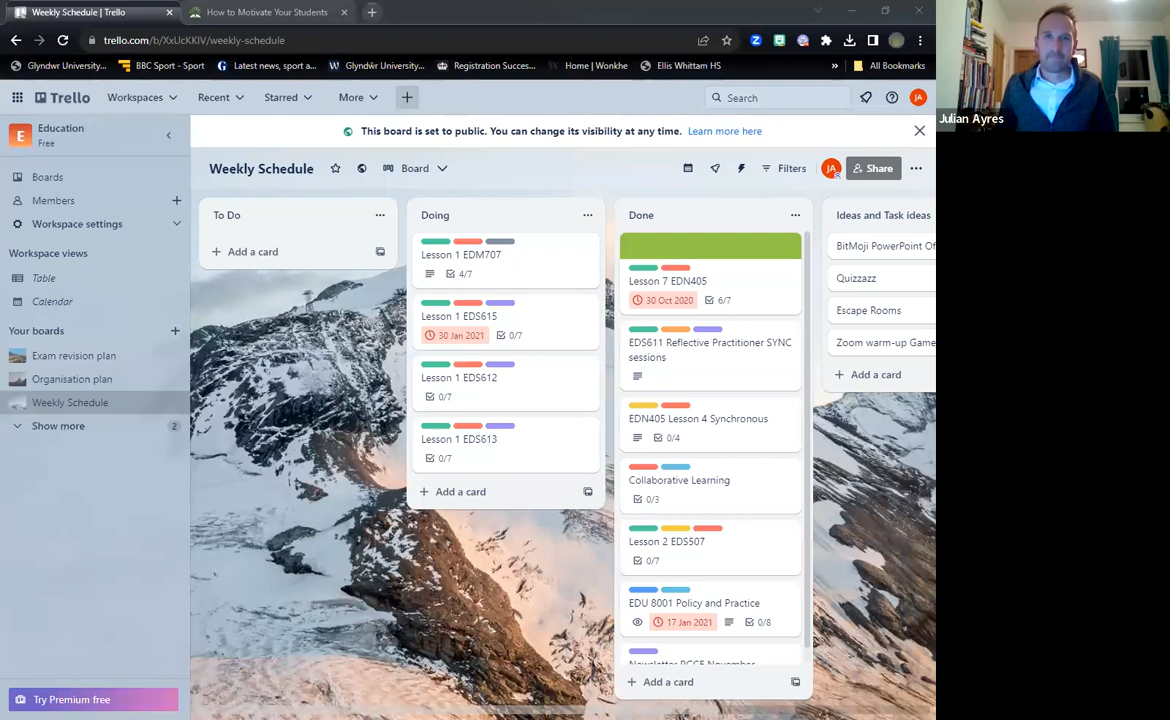 Weekly Schedule | Trello
How to Motivate Your Students
trello.com/b/XxUcKKlV/weekly-schedule
Glyndwr University...
BBC Sport - Sport
Latest news, sport a...
Glyndŵr University...
Registration Succes...
Home | Wonkhe
Ellis Whittam HS
»
All Bookmarks
Trello
Workspaces
Recent
Starred
More
Search
JA
E
Education
Free
This board is set to public. You can change its visibility at any time. Learn more here
Weekly Schedule
Board
Filters
JA
Share
Boards
Members
Workspace settings
Workspace views
Table
Calendar
Your boards
Exam revision plan
Organisation plan
Weekly Schedule
Show more
2
Try Premium free
To Do
Add a card
Doing
Lesson 1 EDM707
4/7
Lesson 1 EDS615
30 Jan 2021
0/7
Lesson 1 EDS612
0/7
Lesson 1 EDS613
0/7
Add a card
Done
Lesson 7 EDN405
30 Oct 2020
6/7
EDS611 Reflective Practitioner SYNC
sessions
EDN405 Lesson 4 Synchronous
0/4
Collaborative Learning
0/3
Lesson 2 EDS507
0/7
EDU 8001 Policy and Practice
17 Jan 2021
0/8
Newsletter PGCE November
Add a card
Ideas and Task ideas
BitMoji PowerPoint Of
Quizzazz
Escape Rooms
Zoom warm-up Game
Add a card
Julian Ayres